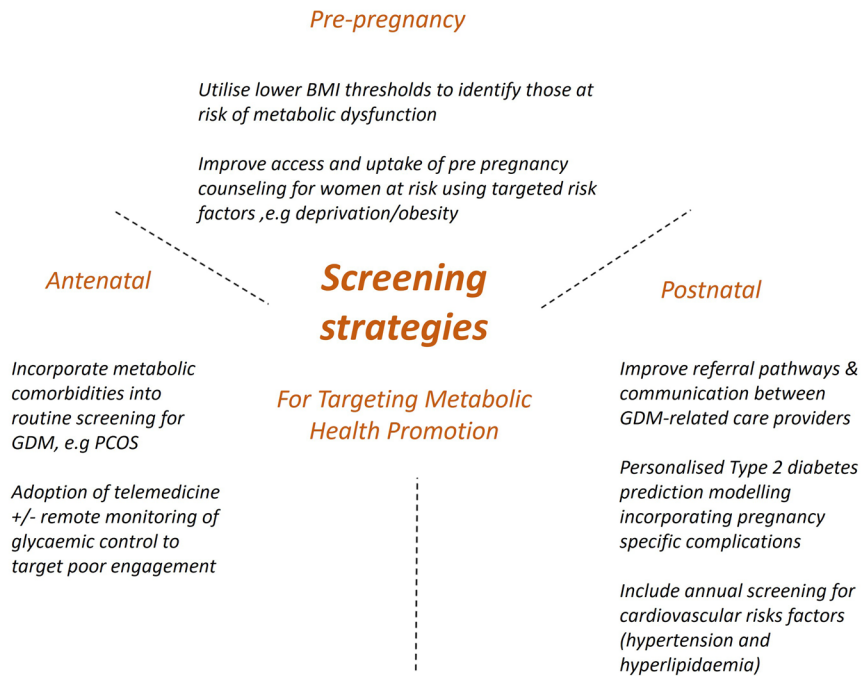 Pre-pregnancy
Utilise lower BMI thresholds to identify those at
risk of metabolic dysfunction
Improve access and uptake of pre pregnancy
counseling for women at risk using targeted risk
factors ,e.g deprivation/obesity
Screening
strategies
For Targeting Metabolic
Health Promotion
Antenatal
Incorporate metabolic
comorbidities into
routine screening for
GDM, e.g PCOS
Adoption of telemedicine
+/- remote monitoring of
glycaemic control to
target poor engagement
Postnatal
Improve referral pathways &
communication between
GDM-related care providers
Personalised Type 2 diabetes
prediction modelling
incorporating pregnancy
specific complications
Include annual screening for
cardiovascular risks factors
(hypertension and
hyperlipidaemia)